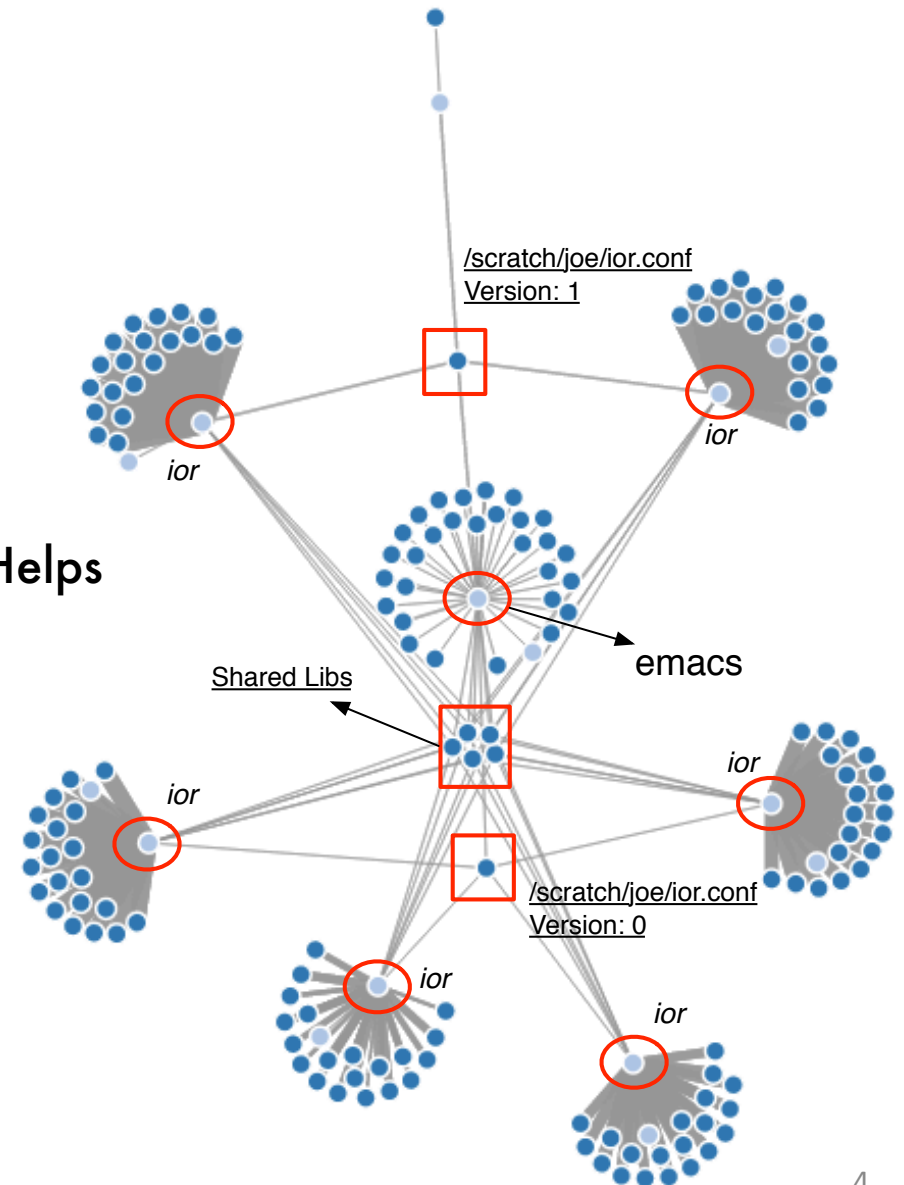 /scratch/joe/ior.conf
Version: 1
ior
ior
Helps
emacs
Shared Libs
ior
ior
/scratch/joe/ior.conf
Version: 0
ior
ior